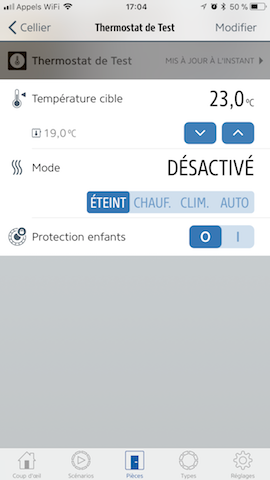 Appels WiFi 17:04 50 %
Cellier Thermostat de Test Modifier
Thermostat de Test MIS À JOUR À L'INSTANT
Température cible 23,0°C
19,0°C
Mode DÉSACTIVÉ
ÉTEINT CHAUF. CLIM. AUTO
Protection enfants O I
Coup d'œil Scénarios Pièces Types Réglages